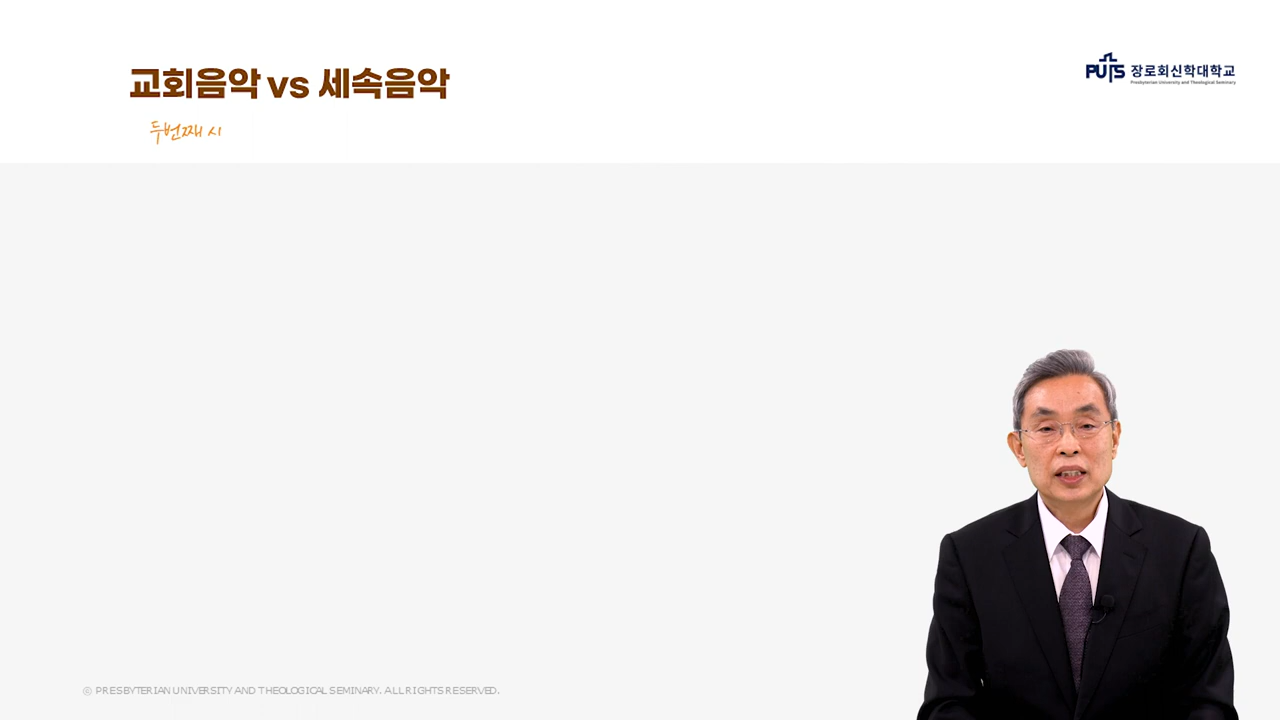 교회음악 vs 세속음악
두번째 시
PUTS 장로회신학대학교
Presbyterian University and Theological Seminary
© PRESBYTERIAN UNIVERSITY AND THEOLOGICAL SEMINARY. ALL RIGHTS RESERVED.